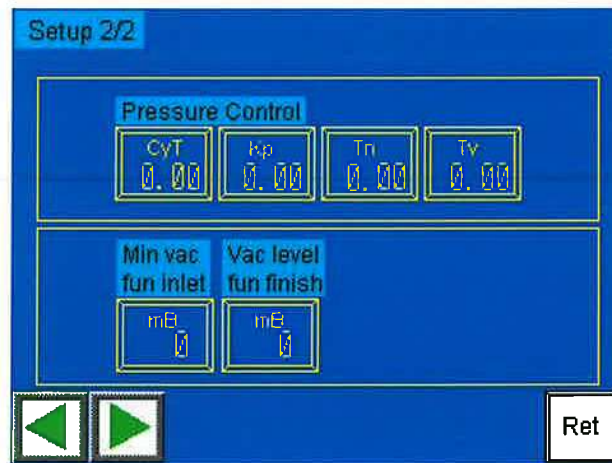 Setup 2/2
Pressure Control
CyT Kp Tn Tv
0.00 0.00 0.00 0.00
Min vac Vac level
fun inlet fun finish
mB mB
0 0
Ret